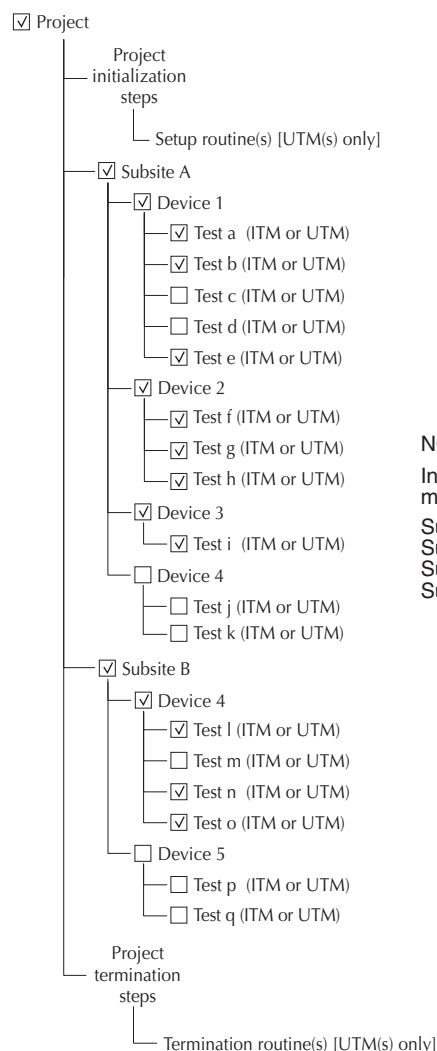 Project
Project
initialization
steps
Setup routine(s) [UTM(s) only]
Subsite A
Device 1
Test a (ITM or UTM)
Test b (ITM or UTM)
Test c (ITM or UTM)
Test d (ITM or UTM)
Test e (ITM or UTM)
Device 2
Test f (ITM or UTM)
Test g (ITM or UTM)
Test h (ITM or UTM)
Device 3
Test i (ITM or UTM)
Device 4
Test j (ITM or UTM)
Test k (ITM or UTM)
Subsite B
Device 4
Test l (ITM or UTM)
Test m (ITM or UTM)
Test n (ITM or UTM)
Test o (ITM or UTM)
Device 5
Test p (ITM or UTM)
Test q (ITM or UTM)
Project
termination
steps
Termination routine(s) [UTM(s) only]